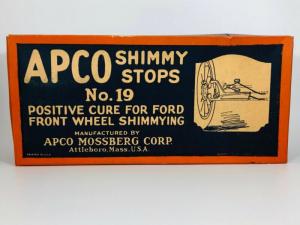 APCO SHIMMY STOPS
No. 19
POSITIVE CURE FOR FORD
FRONT WHEEL SHIMMYING
MANUFACTURED BY
APCO MOSSBERG CORP.
Attleboro, Mass. U.S.A.